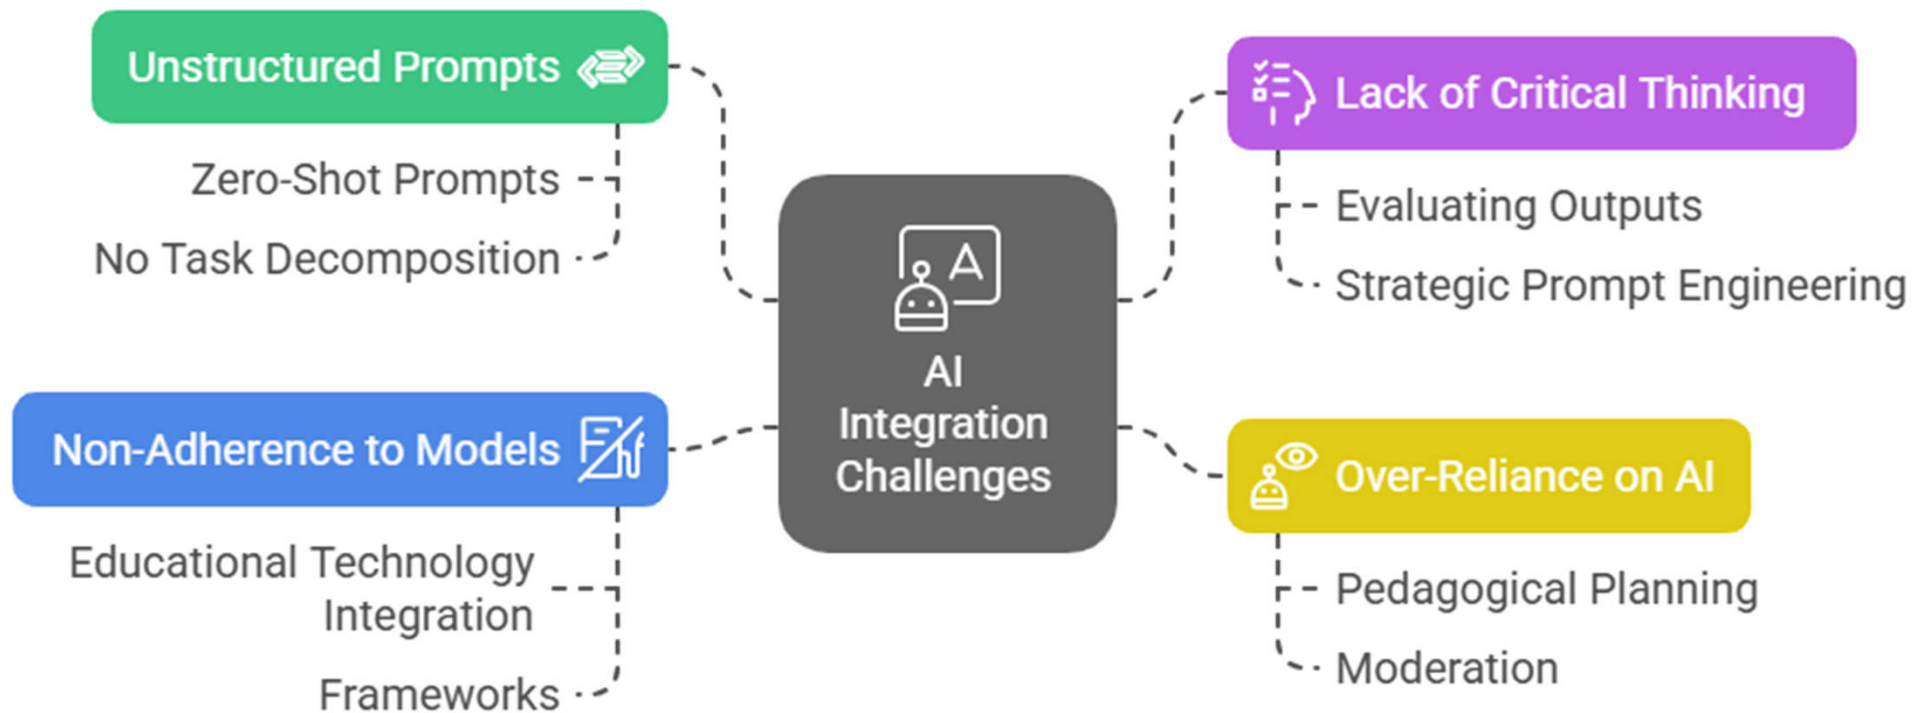 Unstructured Prompts
Zero-Shot Prompts
No Task Decomposition
Non-Adherence to Models
Educational Technology
Integration
Frameworks
A
AI
Integration
Challenges
Lack of Critical Thinking
Evaluating Outputs
Strategic Prompt Engineering
Over-Reliance on AI
Pedagogical Planning
Moderation